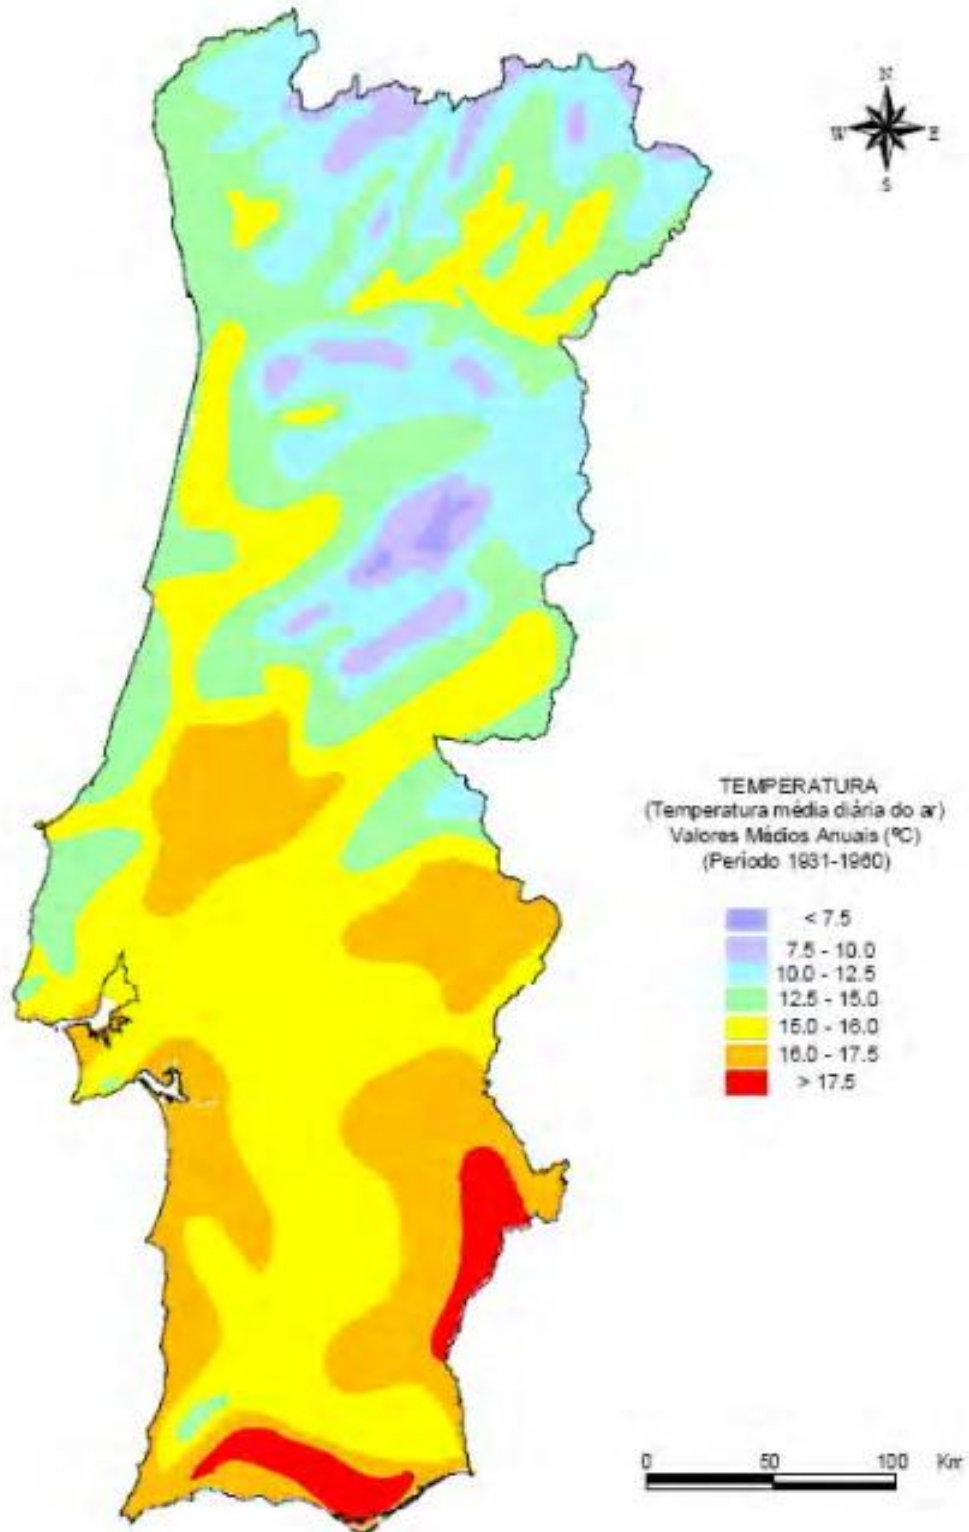 N
W E
S
TEMPERATURA
(Temperatura média diária do ar)
Valores Médios Anuais (ºC)
(Período 1931-1960)
< 7.5
7.5 - 10.0
10.0 - 12.5
12.5 - 15.0
15.0 - 16.0
16.0 - 17.5
> 17.5
0 50 100 Km